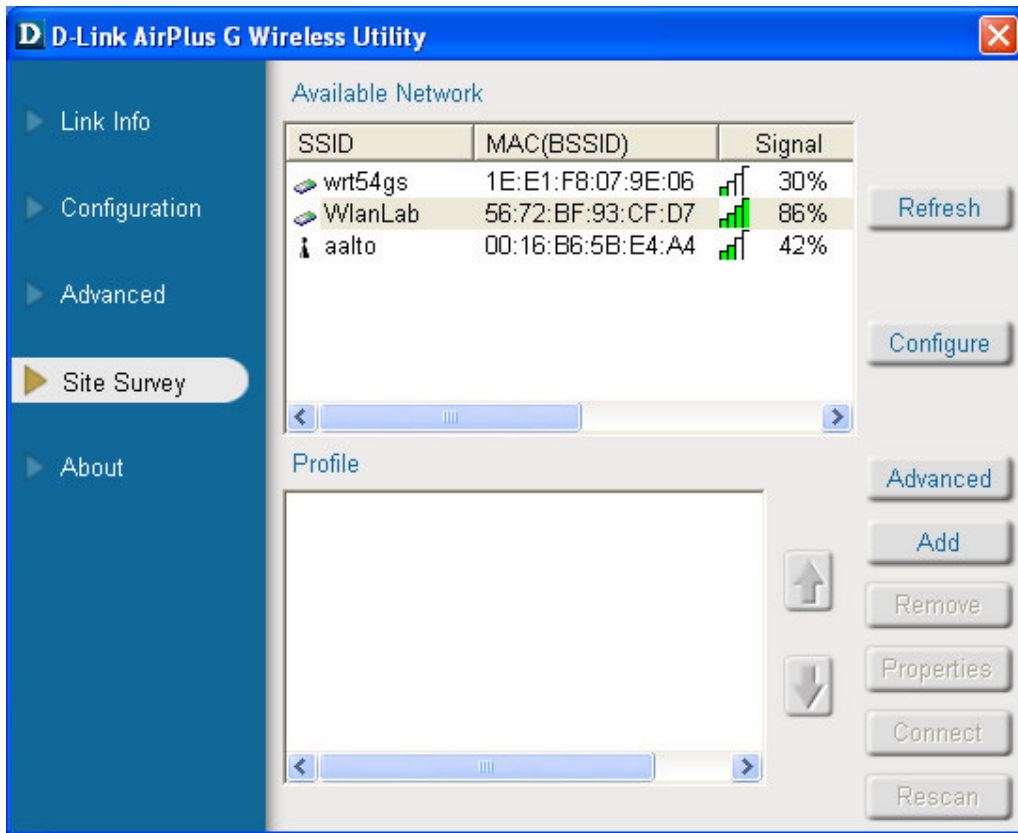 D D-Link AirPlus G Wireless Utility
Link Info
Configuration
Advanced
Site Survey
About
Available Network
SSID MAC(BSSID) Signal
wrt54gs 1E:E1:F8:07:9E:06 30%
WlanLab 56:72:BF:93:CF:D7 86%
aalto 00:16:B6:5B:E4:A4 42%
Refresh
Configure
Profile
Advanced
Add
Remove
Properties
Connect
Rescan